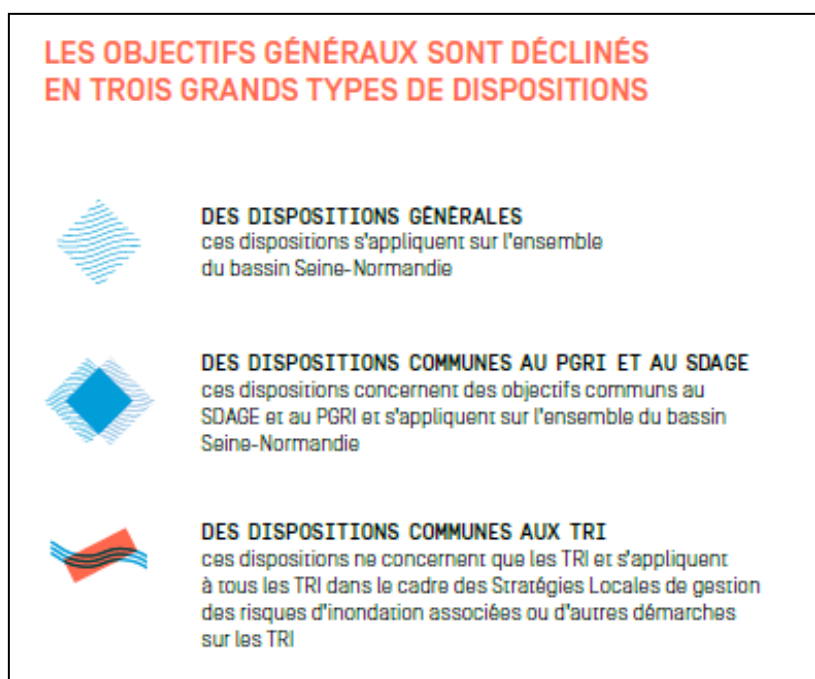 LES OBJECTIFS GÉNÉRAUX SONT DÉCLINÉS
EN TROIS GRANDS TYPES DE DISPOSITIONS
DES DISPOSITIONS GÉNÉRALES
ces dispositions s'appliquent sur l'ensemble
du bassin Seine-Normandie
DES DISPOSITIONS COMMUNES AU PGRI ET AU SDAGE
ces dispositions concernent des objectifs communs au
SDAGE et au PGRI et s'appliquent sur l'ensemble du bassin
Seine-Normandie
DES DISPOSITIONS COMMUNES AUX TRI
ces dispositions ne concernent que les TRI et s'appliquent
à tous les TRI dans le cadre des Stratégies Locales de gestion
des risques d'inondation associées ou d'autres démarches
sur les TRI